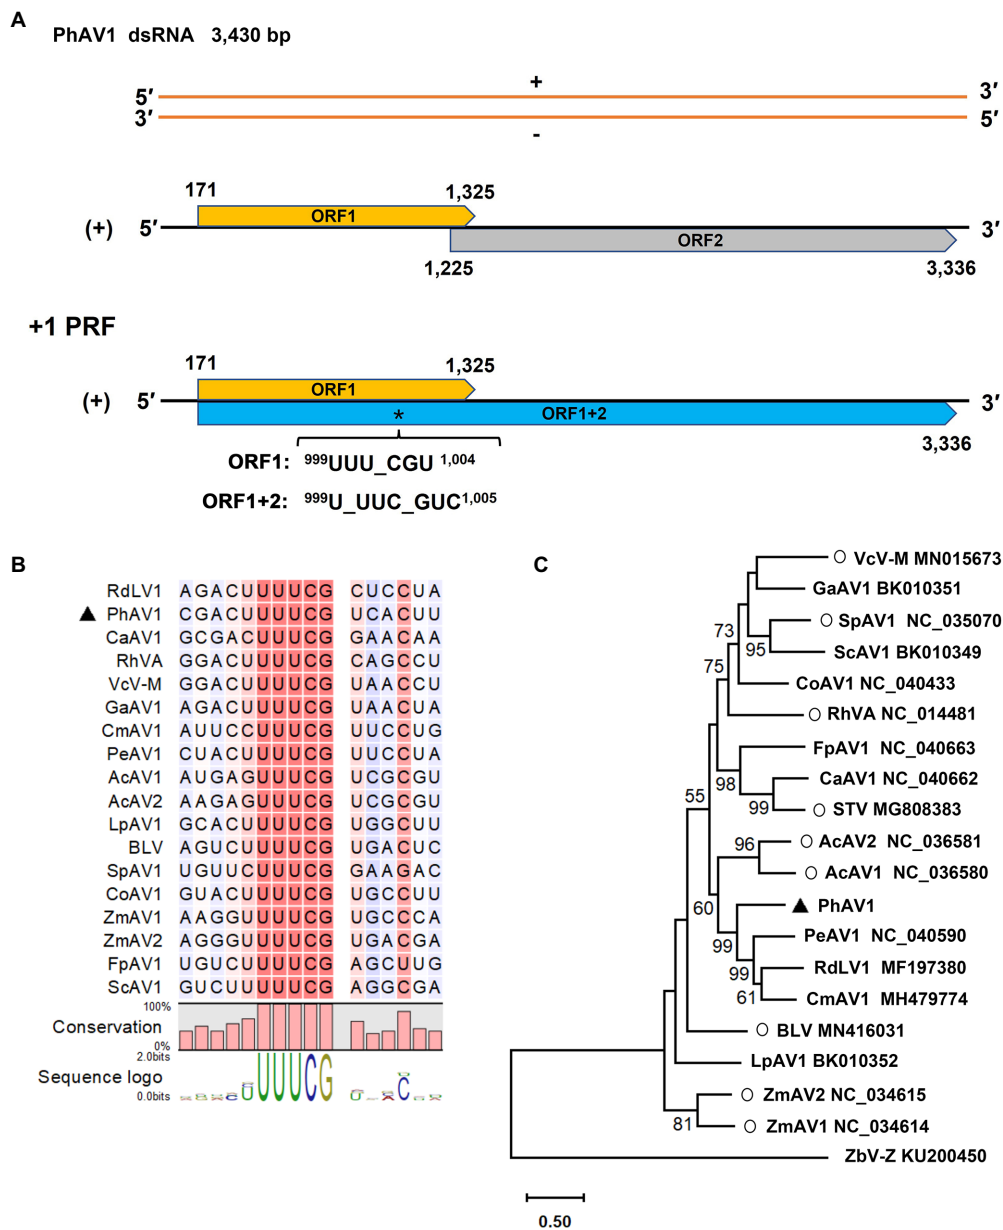 A
PhAV1 dsRNA 3,430 bp
+
5′ 3′
3′ 5′
-
171 1,325
ORF1
(+) 5′ 3′
ORF2
1,225 3,336
+1 PRF
171 1,325
ORF1
(+) 5′ 3′
* ORF1+2
3,336
ORF1: 999UUU_CGU 1,004
ORF1+2: 999U_UUC_GUC1,005
B
RdLV1 AGACUUUUCG CUCCUA
▲ PhAV1 CGACUUUUCG UCACUU
CaAV1 GCGACUUUCG GAACAA
RhVA GGACUUUUCG CAGCCU
VcV-M GGACUUUUCG UAACCU
GaAV1 AGACUUUUCG UAACUA
CmAV1 AUUCCUUUCG UUCCUG
PeAV1 CUACUUUUCG UUCCUA
AcAV1 AUGAGUUUCG UCGCGU
AcAV2 AAGAGUUUCG UCGCGU
LpAV1 GCACUUUUCG UGGCUU
BLV AGUCUUUUCG UGACUC
SpAV1 UGUUCUUUCG GAAGAC
CoAV1 GUACUUUUCG UGCCUU
ZmAV1 AAGGUUUUCG UGCCCA
ZmAV2 AGGGUUUUCG UGACGA
FpAV1 UGUCUUUUCG AGCUUG
ScAV1 GUCUUUUUCG AGGCGA
100%
Conservation
0%
2.0bits
Sequence logo
0.0bits
UUUUCG U C
C
VcV-M MN015673
GaAV1 BK010351
SpAV1 NC_035070
73
95
ScAV1 BK010349
75
CoAV1 NC_040433
RhVA NC_014481
FpAV1 NC_040663
98
CaAV1 NC_040662
55
99
STV MG808383
96
AcAV2 NC_036581
AcAV1 NC_036580
60
▲ PhAV1
99
PeAV1 NC_040590
99
RdLV1 MF197380
61
CmAV1 MH479774
BLV MN416031
LpAV1 BK010352
ZmAV2 NC_034615
81
ZmAV1 NC_034614
ZbV-Z KU200450
0.50